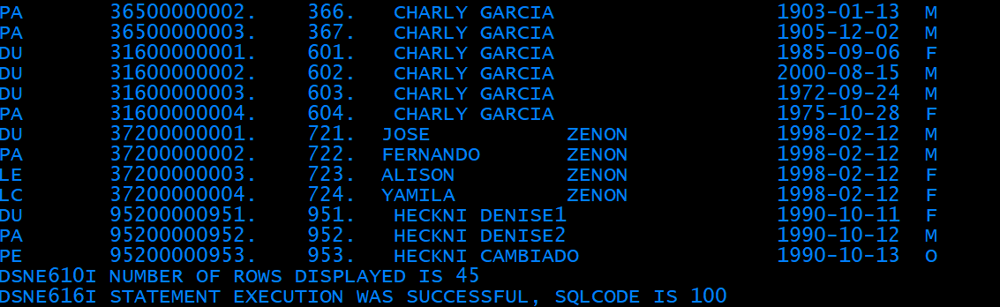 PA 36500000002. 366. CHARLY GARCIA 1903-01-13 M
PA 36500000003. 367. CHARLY GARCIA 1905-12-02 M
DU 31600000001. 601. CHARLY GARCIA 1985-09-06 F
DU 31600000002. 602. CHARLY GARCIA 2000-08-15 M
DU 31600000003. 603. CHARLY GARCIA 1972-09-24 M
PA 31600000004. 604. CHARLY GARCIA 1975-10-28 F
DU 37200000001. 721. JOSE ZENON 1998-02-12 M
PA 37200000002. 722. FERNANDO ZENON 1998-02-12 M
LE 37200000003. 723. ALISON ZENON 1998-02-12 F
LC 37200000004. 724. YAMILA ZENON 1998-02-12 F
DU 95200000951. 951. HECKNI DENISE1 1990-10-11 F
PA 95200000952. 952. HECKNI DENISE2 1990-10-12 M
PE 95200000953. 953. HECKNI CAMBIADO 1990-10-13 O
DSNE610I NUMBER OF ROWS DISPLAYED IS 45
DSNE616I STATEMENT EXECUTION WAS SUCCESSFUL, SQLCODE IS 100